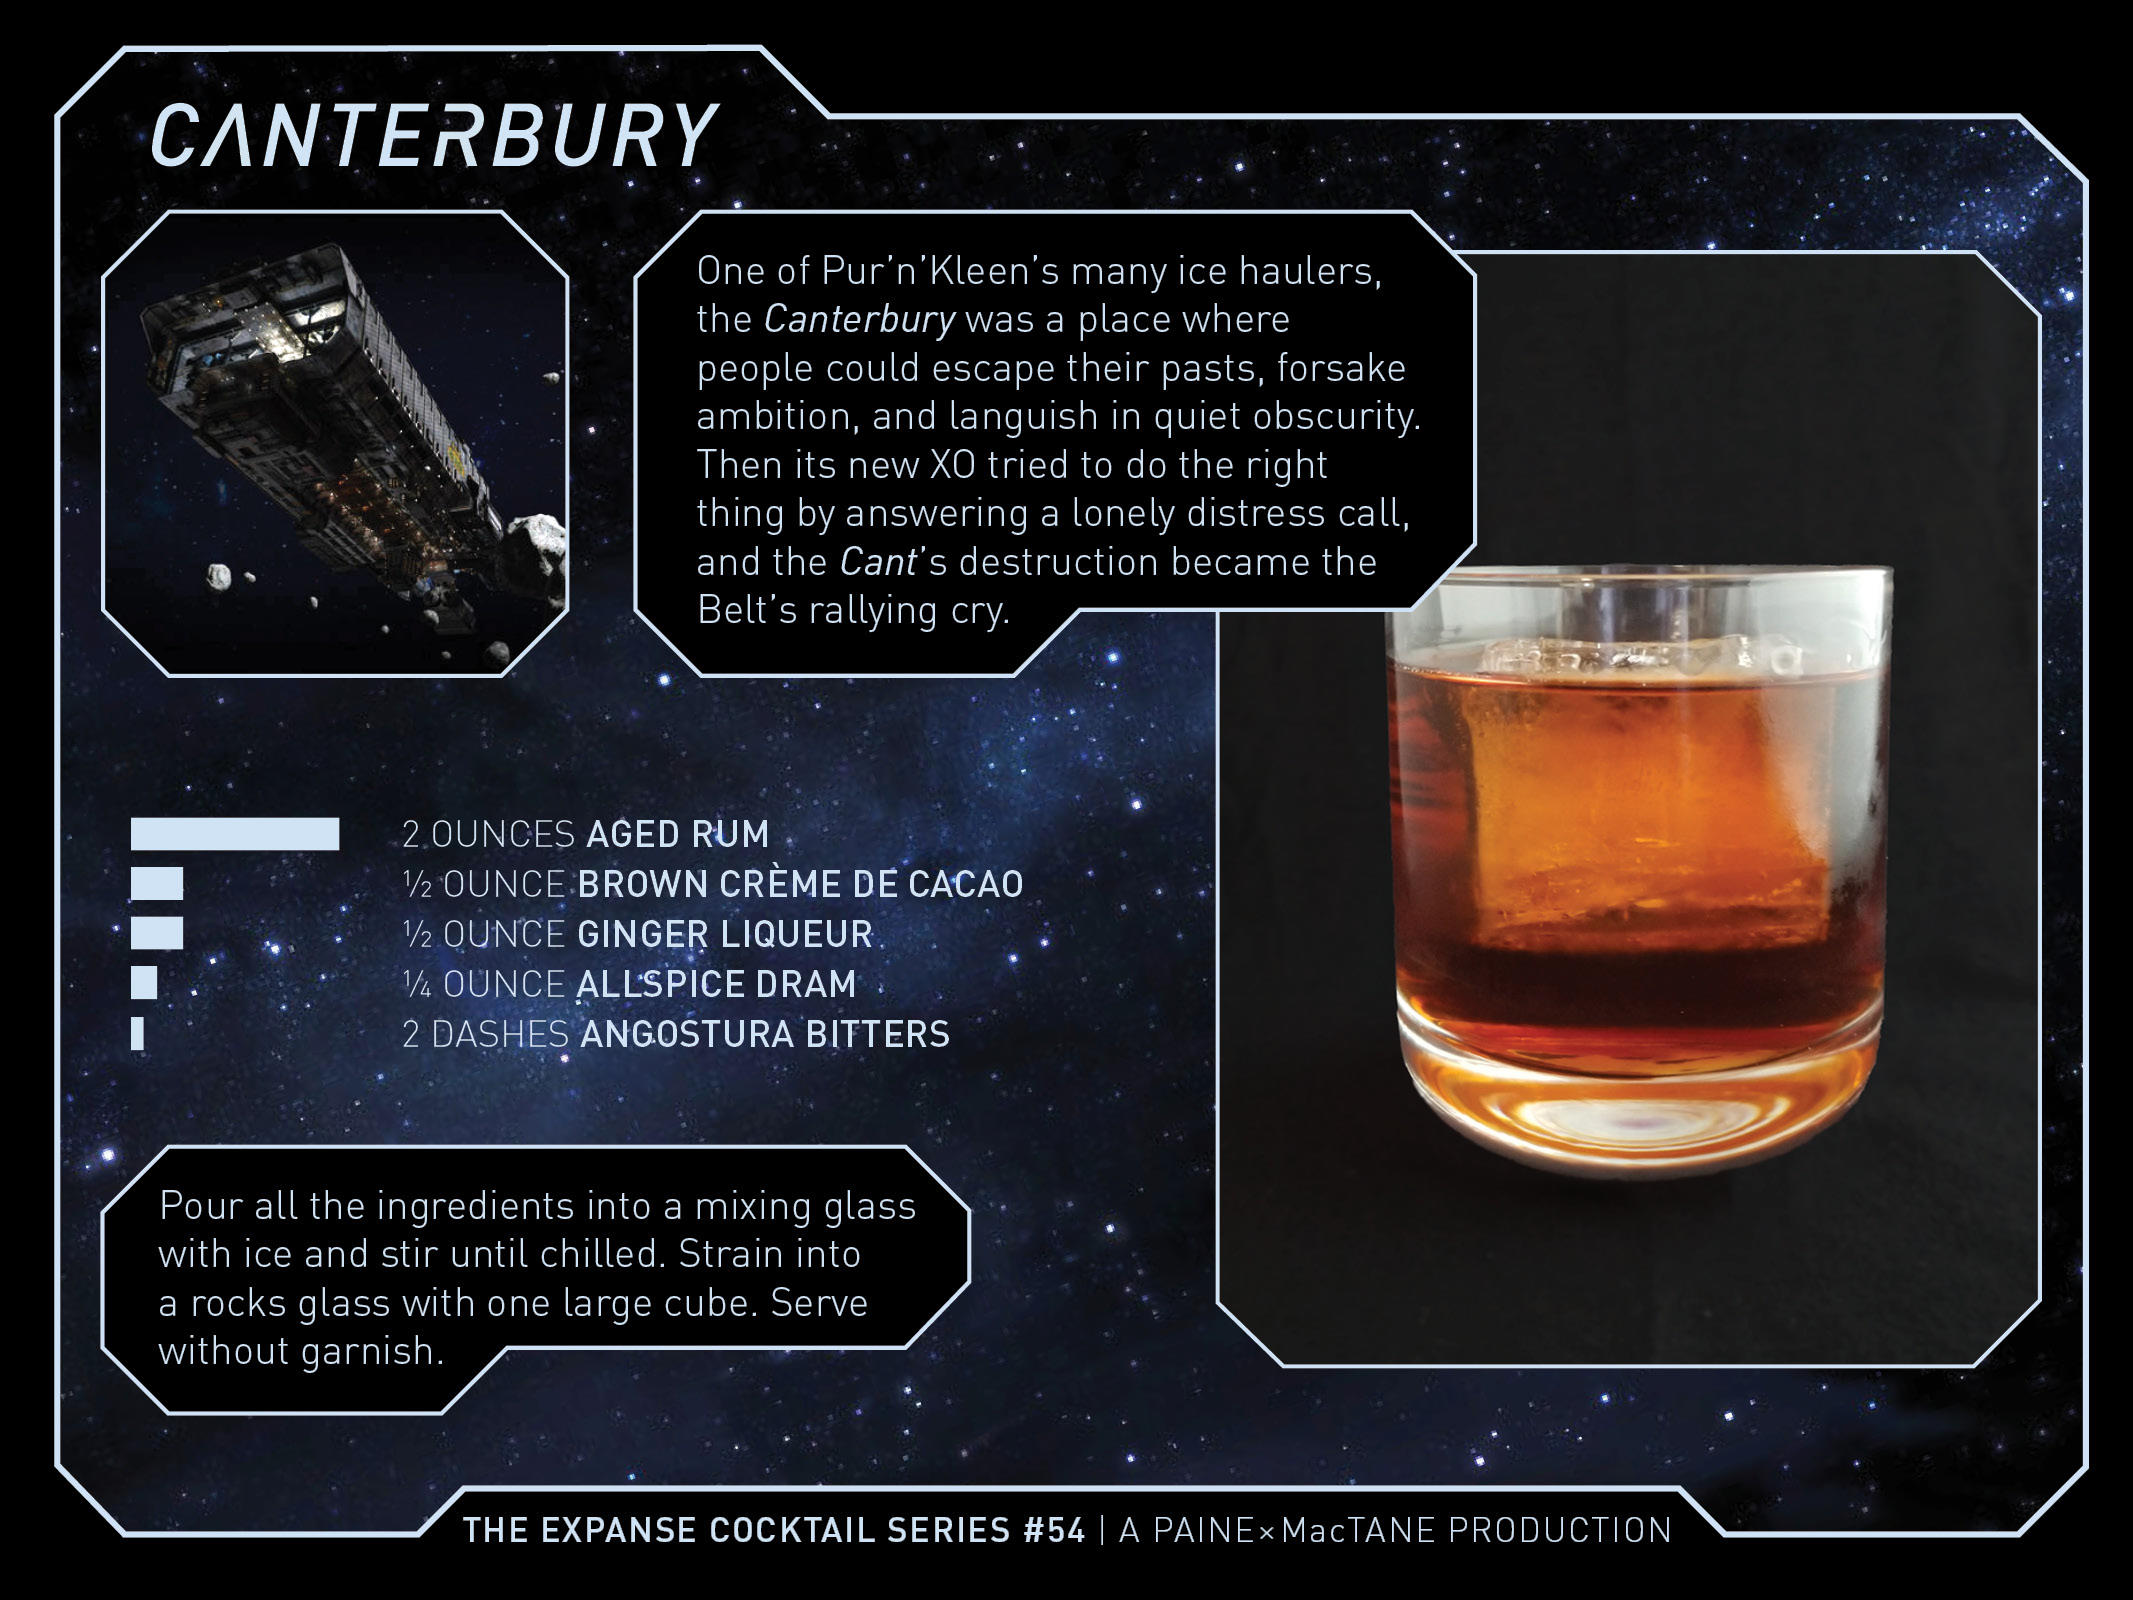 CANTERBURY
One of Pur’n’Kleen’s many ice haulers,
the Canterbury was a place where
people could escape their pasts, forsake
ambition, and languish in quiet obscurity.
Then its new XO tried to do the right
thing by answering a lonely distress call,
and the Cant’s destruction became the
Belt’s rallying cry.
2 OUNCES AGED RUM
½ OUNCE BROWN CRÈME DE CACAO
½ OUNCE GINGER LIQUEUR
¼ OUNCE ALLSPICE DRAM
2 DASHES ANGOSTURA BITTERS
Pour all the ingredients into a mixing glass
with ice and stir until chilled. Strain into
a rocks glass with one large cube. Serve
without garnish.
THE EXPANSE COCKTAIL SERIES #54 | A PAINE×MacTANE PRODUCTION